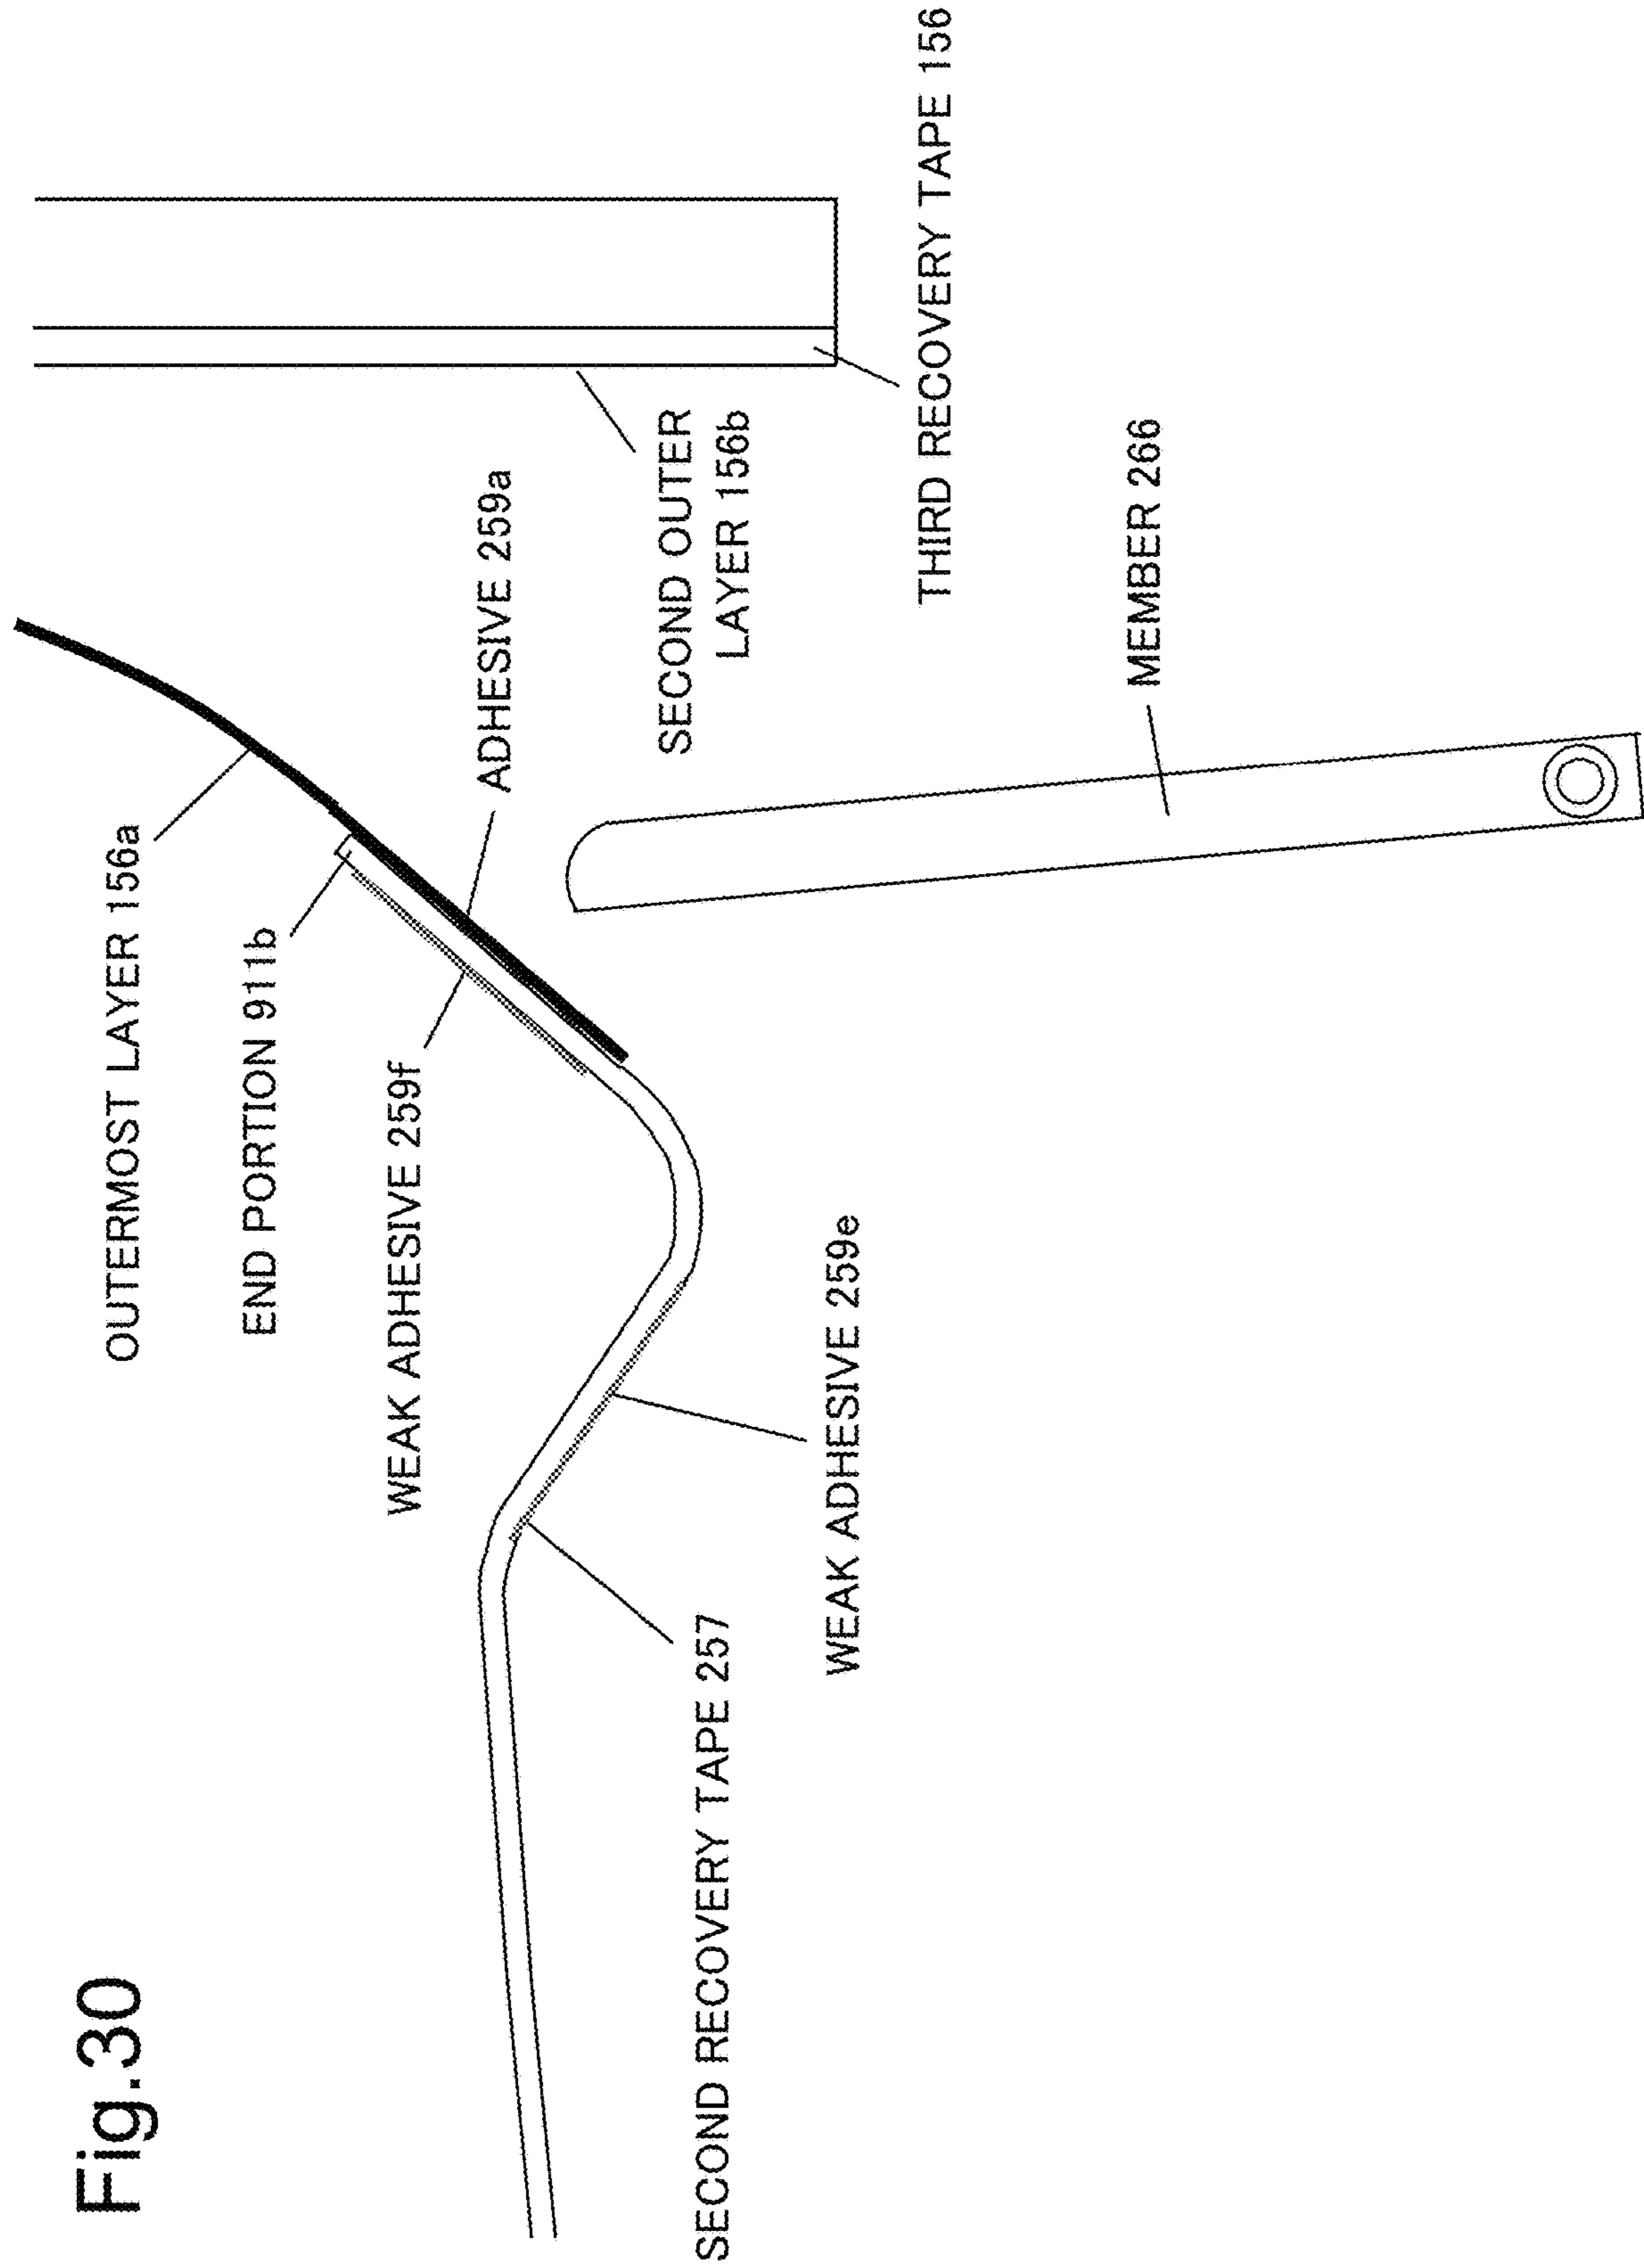 Fig.30
OUTERMOST LAYER 156a
END PORTION 911b
WEAK ADHESIVE 259f
ADHESIVE 259a
SECOND OUTER
LAYER 156b
SECOND RECOVERY TAPE 257
WEAK ADHESIVE 259e
THIRD RECOVERY TAPE 156
MEMBER 266